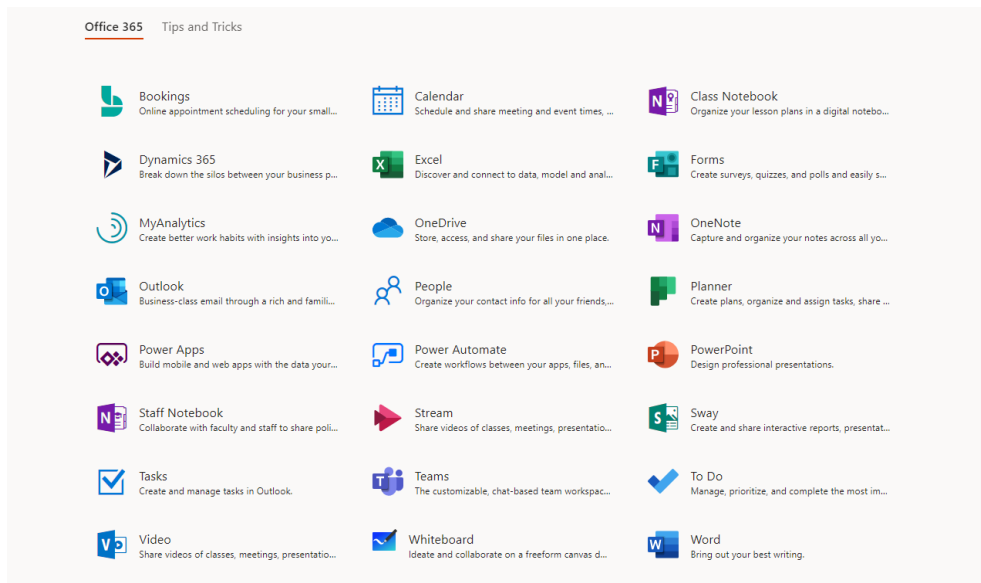 Office 365 Tips and Tricks
Bookings
Online appointment scheduling for your small...
Calendar
Schedule and share meeting and event times, ...
Class Notebook
Organize your lesson plans in a digital notebo...
Dynamics 365
Break down the silos between your business p...
Excel
Discover and connect to data, model and anal...
Forms
Create surveys, quizzes, and polls and easily s...
MyAnalytics
Create better work habits with insights into yo...
OneDrive
Store, access, and share your files in one place.
OneNote
Capture and organize your notes across all yo...
Outlook
Business-class email through a rich and famili...
People
Organize your contact info for all your friends,...
Planner
Create plans, organize and assign tasks, share ...
Power Apps
Build mobile and web apps with the data your...
Power Automate
Create workflows between your apps, files, an...
PowerPoint
Design professional presentations.
Staff Notebook
Collaborate with faculty and staff to share poli...
Stream
Share videos of classes, meetings, presentatio...
Sway
Create and share interactive reports, presentat...
Tasks
Create and manage tasks in Outlook.
Teams
The customizable, chat-based team workspac...
To Do
Manage, prioritize, and complete the most im...
Video
Share videos of classes, meetings, presentatio...
Whiteboard
Ideate and collaborate on a freeform canvas d...
Word
Bring out your best writing.